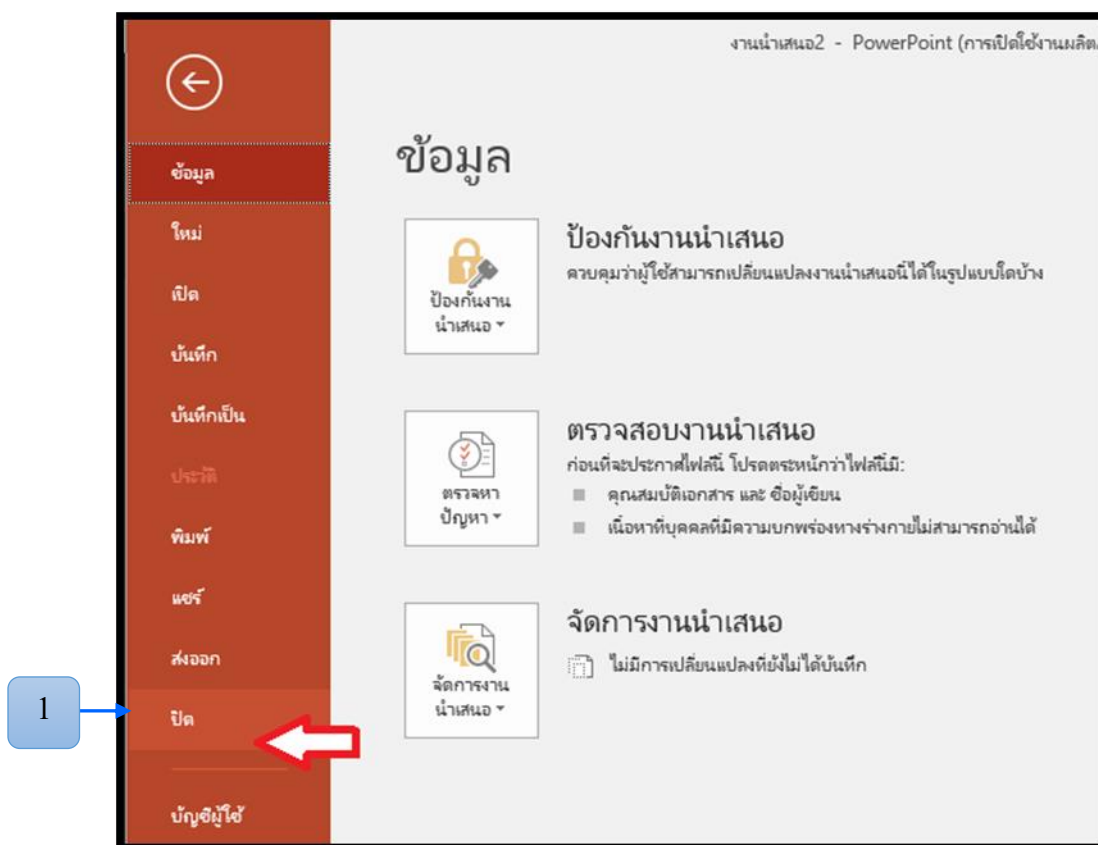 งานนำเสนอ2 - PowerPoint (การเปิดใช้งานผลิต
ข้อมูล
ใหม่
เปิด
บันทึก
บันทึกเป็น
ประวัติ
พิมพ์
แชร์
ส่งออก
ปิด
บัญชีผู้ใช้
1
ข้อมูล
ป้องกันงาน
นำเสนอ
ป้องกันงานนำเสนอ
ควบคุมว่าผู้ใช้สามารถเปลี่ยนแปลงงานนำเสนอนี้ได้ในรูปแบบใดบ้าง
ตรวจหา
ปัญหา
ตรวจสอบงานนำเสนอ
ก่อนที่จะประกาศไฟล์นี้ โปรดตระหนักว่าไฟล์นี้มี:
คุณสมบัติเอกสาร และ ชื่อผู้เขียน
เนื้อหาที่บุคคลที่มีความบกพร่องทางร่างกายไม่สามารถอ่านได้
จัดการงาน
นำเสนอ
จัดการงานนำเสนอ
ไม่มีการเปลี่ยนแปลงที่ยังไม่ได้บันทึก